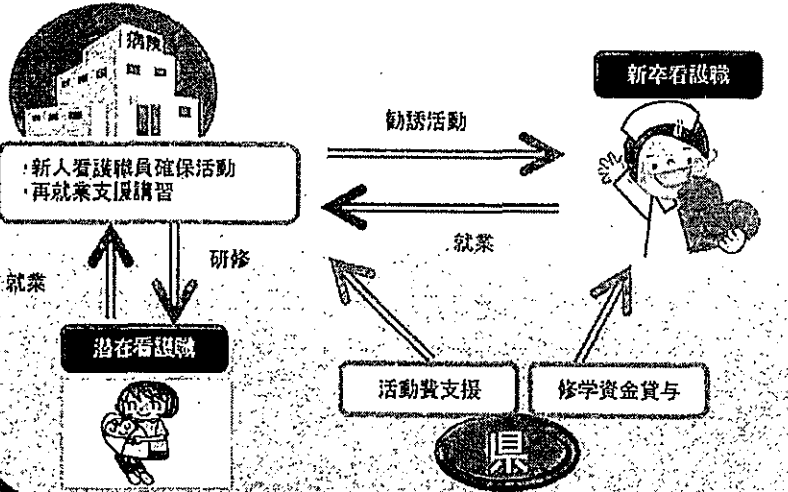 病院
新卒看護職
勧誘活動
・新人看護職員確保活動
・再就業支援講習
就業
研修
就業
潜在看護職
活動費支援
修学資金貸与
県